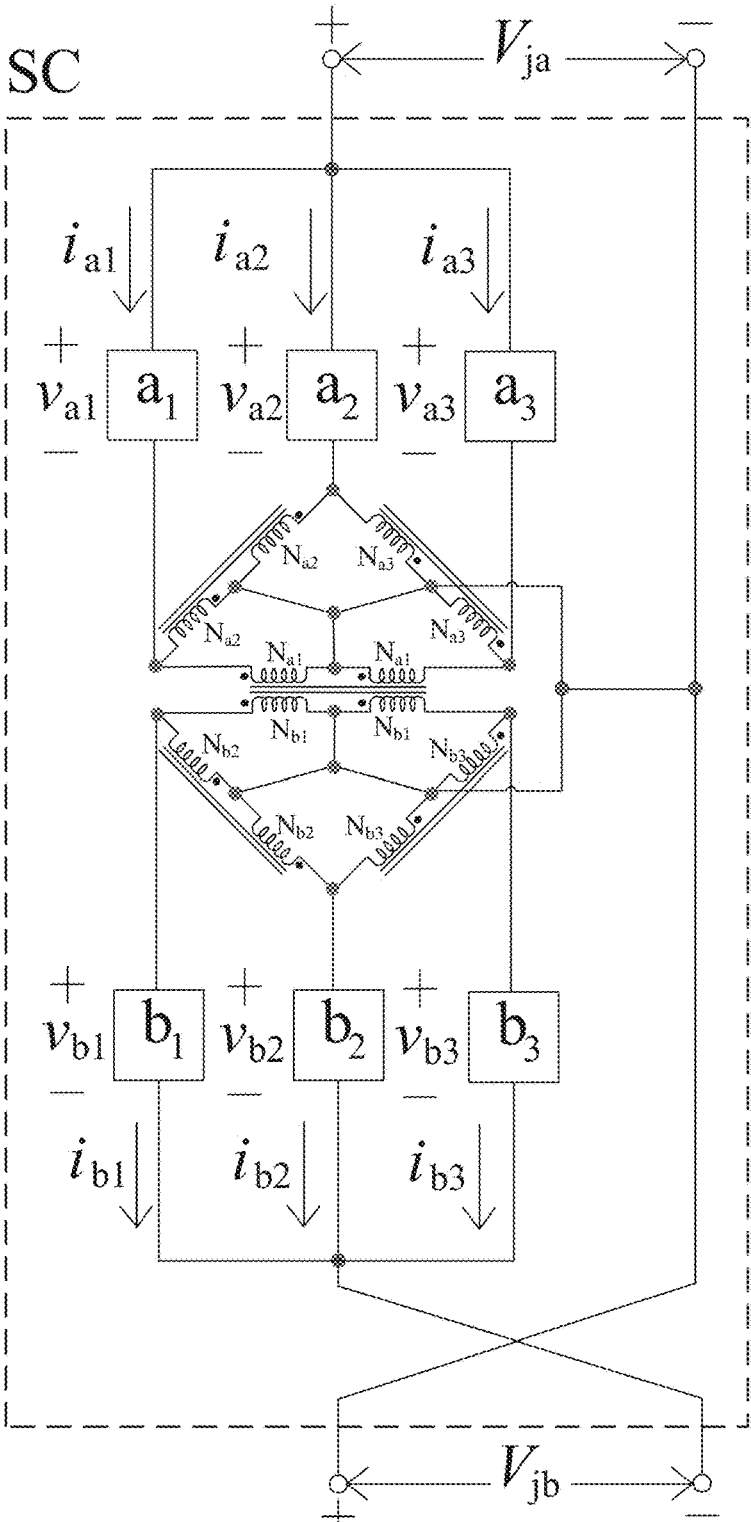 + V_ja −
SC
i_a1 i_a2 i_a3
+ + +
v_a1 a_1 v_a2 a_2 v_a3 a_3
− − −
N_a2 N_a3
N_a2 N_a3
N_a1 N_a1
N_b1 N_b1
N_b2 N_b3
N_b2 N_b3
+ + +
v_b1 b_1 v_b2 b_2 v_b3 b_3
− − −
i_b1 i_b2 i_b3
V_jb
+ −